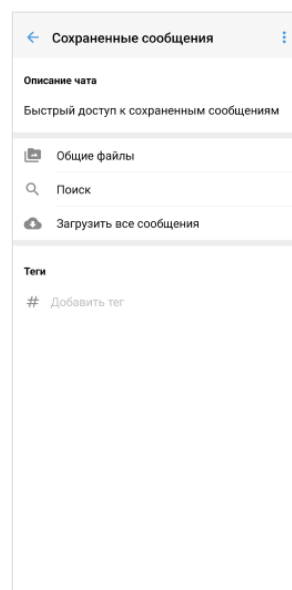 Сохраненные сообщения
Описание чата
Быстрый доступ к сохраненным сообщениям
Общие файлы
Поиск
Загрузить все сообщения
Теги
# Добавить тег